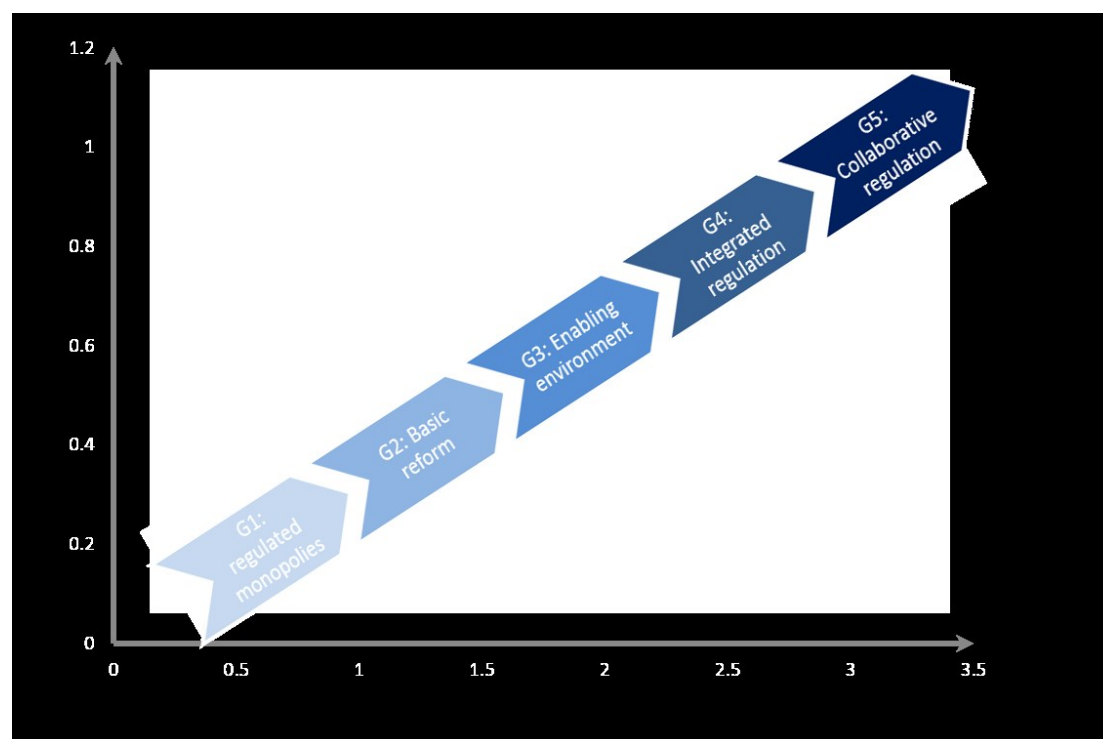 1.2
1
0.8
0.6
0.4
0.2
0
0
0.5
1
1.5
2
2.5
3
3.5
G1:
regulated
monopolies
G2: Basic
reform
G3: Enabling
environment
G4:
Integrated
regulation
G5:
Collaborative
regulation